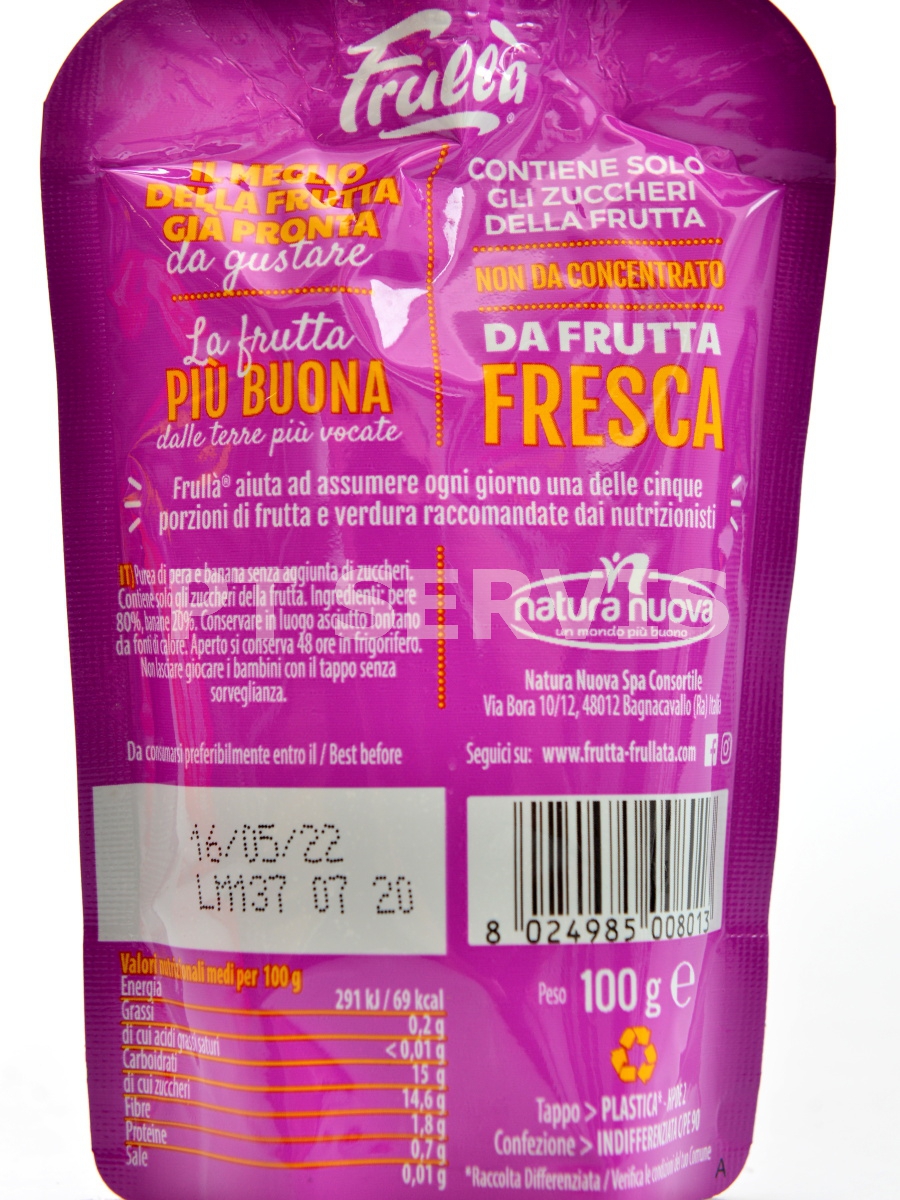 Frullà®
IL MEGLIO
DELLA FRUTTA
GIÀ PRONTA
da gustare
La frutta
PIÙ BUONA
dalle terre più vocate
CONTIENE SOLO
GLI ZUCCHERI
DELLA FRUTTA
NON DA CONCENTRATO
DA FRUTTA
FRESCA
Frullà® aiuta ad assumere ogni giorno una delle cinque
porzioni di frutta e verdura raccomandate dai nutrizionisti
IT) Purea di pera e banana senza aggiunta di zuccheri.
Contiene solo gli zuccheri della frutta. Ingredienti: pere
80%, banane 20%. Conservare in luogo asciutto lontano
da fonti di calore. Aperto si conserva 48 ore in frigorifero.
Non lasciare giocare i bambini con il tappo senza
sorveglianza.
SERVIS
natura nuova
un mondo più buono
Natura Nuova Spa Consortile
Via Bora 10/12, 48012 Bagnacavallo (Ra) Italia
Da consumarsi preferibilmente entro il / Best before
Seguici su: www.frutta-frullata.com
16/05/22
LM137 07 20
8 024985 008013
Valori nutrizionali medi per 100 g
Energia 291 kJ / 69 kcal
Grassi 0,2 g
di cui acidi grassi saturi < 0,01 g
Carboidrati 15 g
di cui zuccheri 14,6 g
Fibre 1,8 g
Proteine 0,7 g
Sale 0,01 g
Peso 100 g ℮
Tappo > PLASTICA* - HPDE 2
Confezione > INDIFFERENZIATA C/PE 90
*Raccolta Differenziata / Verifica le condizioni del tuo Comune
A